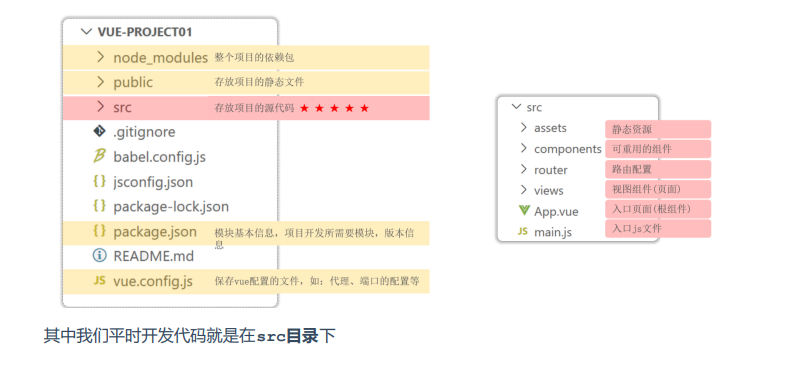 VUE-PROJECT01
node_modules 整个项目的依赖包
public 存放项目的静态文件
src 存放项目的源代码 ★ ★ ★ ★ ★
.gitignore
babel.config.js
{} jsconfig.json
{} package-lock.json
{} package.json 模块基本信息，项目开发所需要模块，版本信
息
README.md
JS vue.config.js 保存vue配置的文件，如：代理、端口的配置等
src
assets 静态资源
components 可重用的组件
router 路由配置
views 视图组件(页面)
App.vue 入口页面(根组件)
JS main.js 入口js文件
其中我们平时开发代码就是在src目录下